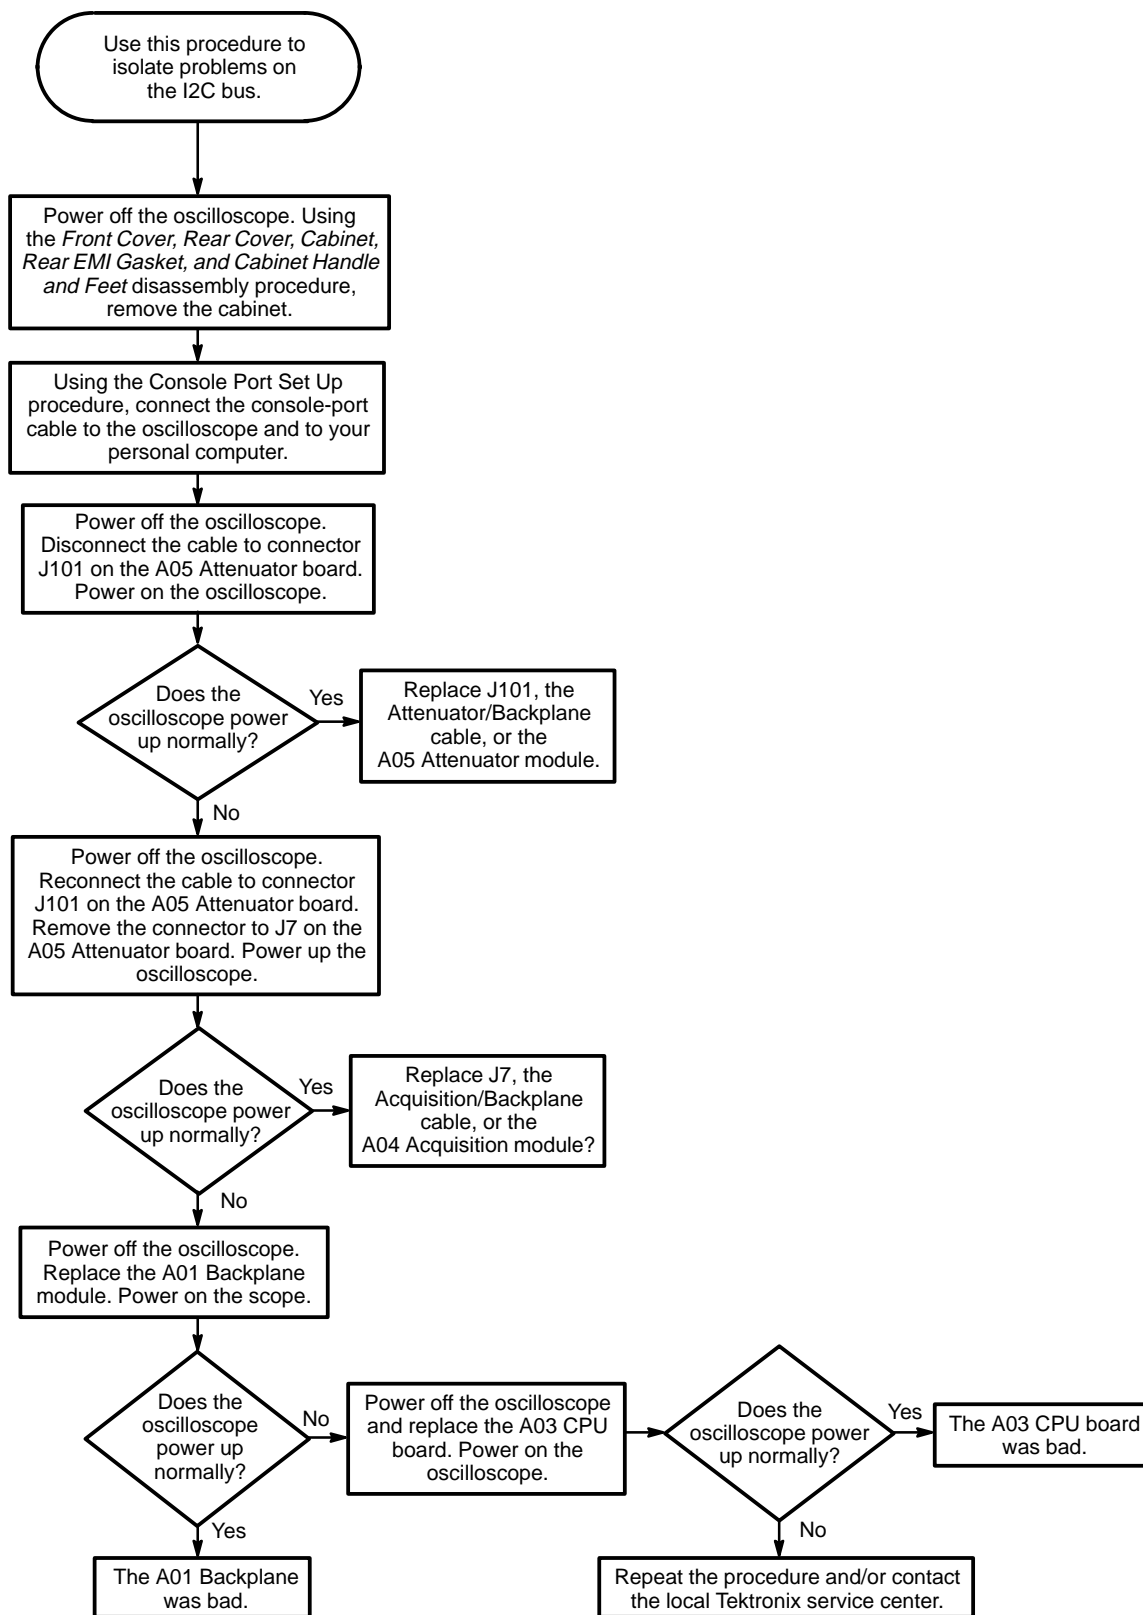 Use this procedure to
isolate problems on
the I2C bus.
Power off the oscilloscope. Using
the Front Cover, Rear Cover, Cabinet,
Rear EMI Gasket, and Cabinet Handle
and Feet disassembly procedure,
remove the cabinet.
Using the Console Port Set Up
procedure, connect the console-port
cable to the oscilloscope and to your
personal computer.
Power off the oscilloscope.
Disconnect the cable to connector
J101 on the A05 Attenuator board.
Power on the oscilloscope.
Does the
oscilloscope power
up normally?
Yes
Replace J101, the
Attenuator/Backplane
cable, or the
A05 Attenuator module.
No
Power off the oscilloscope.
Reconnect the cable to connector
J101 on the A05 Attenuator board.
Remove the connector to J7 on the
A05 Attenuator board. Power up the
oscilloscope.
Does the
oscilloscope power
up normally?
Yes
Replace J7, the
Acquisition/Backplane
cable, or the
A04 Acquisition module?
No
Power off the oscilloscope.
Replace the A01 Backplane
module. Power on the scope.
Does the
oscilloscope
power up
normally?
No
Power off the oscilloscope
and replace the A03 CPU
board. Power on the
oscilloscope.
Does the
oscilloscope power
up normally?
Yes
The A03 CPU board
was bad.
Yes
The A01 Backplane
was bad.
No
Repeat the procedure and/or contact
the local Tektronix service center.